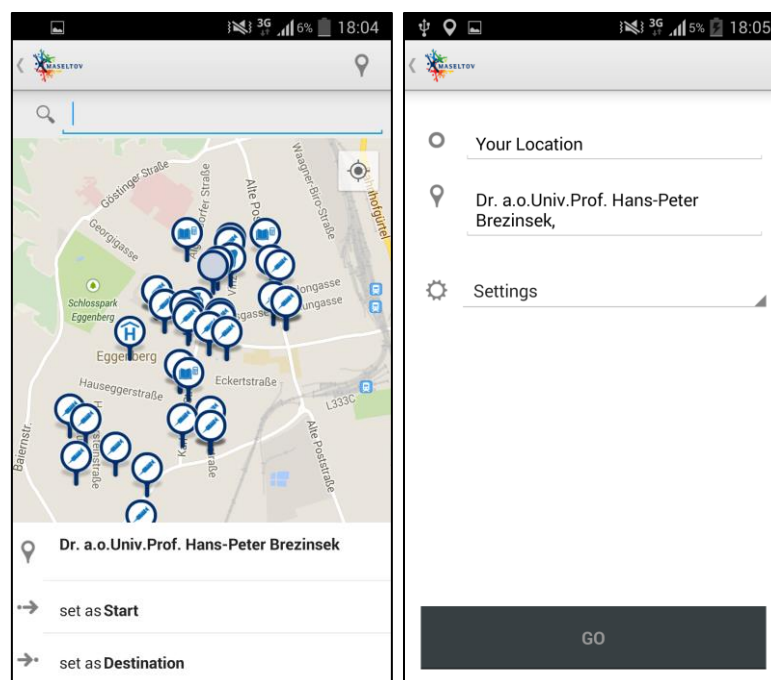 3G 6% 18:04
MASELTOV
Göstinger Straße
Waagner-Biro-Straße
Alte Pos
Georgigasse
Schlosspark
Eggenberg
H
Eggenberg
Hauseggerstraße
Eckertstraße
L333C
Baiernstr.
Alte Poststraße
Dr. a.o.Univ.Prof. Hans-Peter Brezinsek
set as Start
set as Destination
3G 5% 18:05
MASELTOV
Your Location
Dr. a.o.Univ.Prof. Hans-Peter
Brezinsek,
Settings
GO